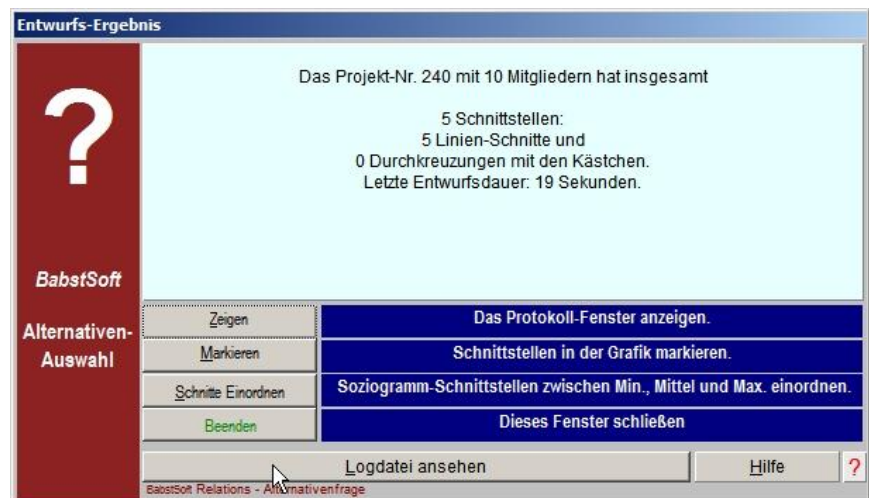 Entwurfs-Ergebnis
?
BabstSoft
Alternativen-
Auswahl
Das Projekt-Nr. 240 mit 10 Mitgliedern hat insgesamt
5 Schnittstellen:
5 Linien-Schnitte und
0 Durchkreuzungen mit den Kästchen.
Letzte Entwurfsdauer: 19 Sekunden.
Zeigen Das Protokoll-Fenster anzeigen.
Markieren Schnittstellen in der Grafik markieren.
Schnitte Einordnen Soziogramm-Schnittstellen zwischen Min., Mittel und Max. einordnen.
Beenden Dieses Fenster schließen
Logdatei ansehen Hilfe ?
BabstSoft Relations - Alternativenfrage